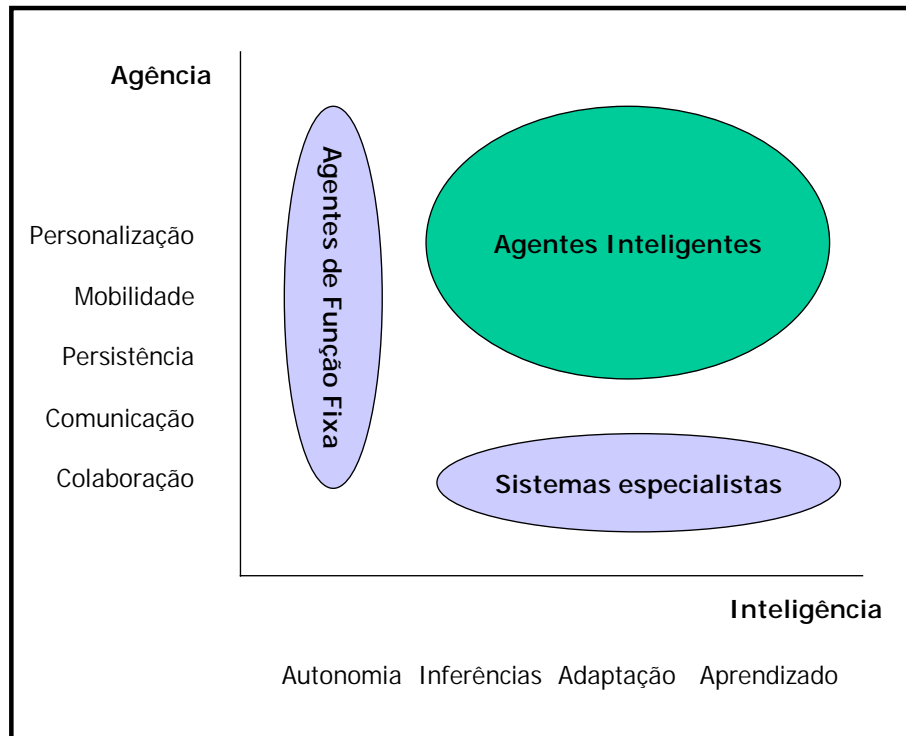 Agência
Agentes de Função Fixa
Agentes Inteligentes
Personalização
Mobilidade
Persistência
Comunicação
Colaboração
Sistemas especialistas
Inteligência
Autonomia Inferências Adaptação Aprendizado